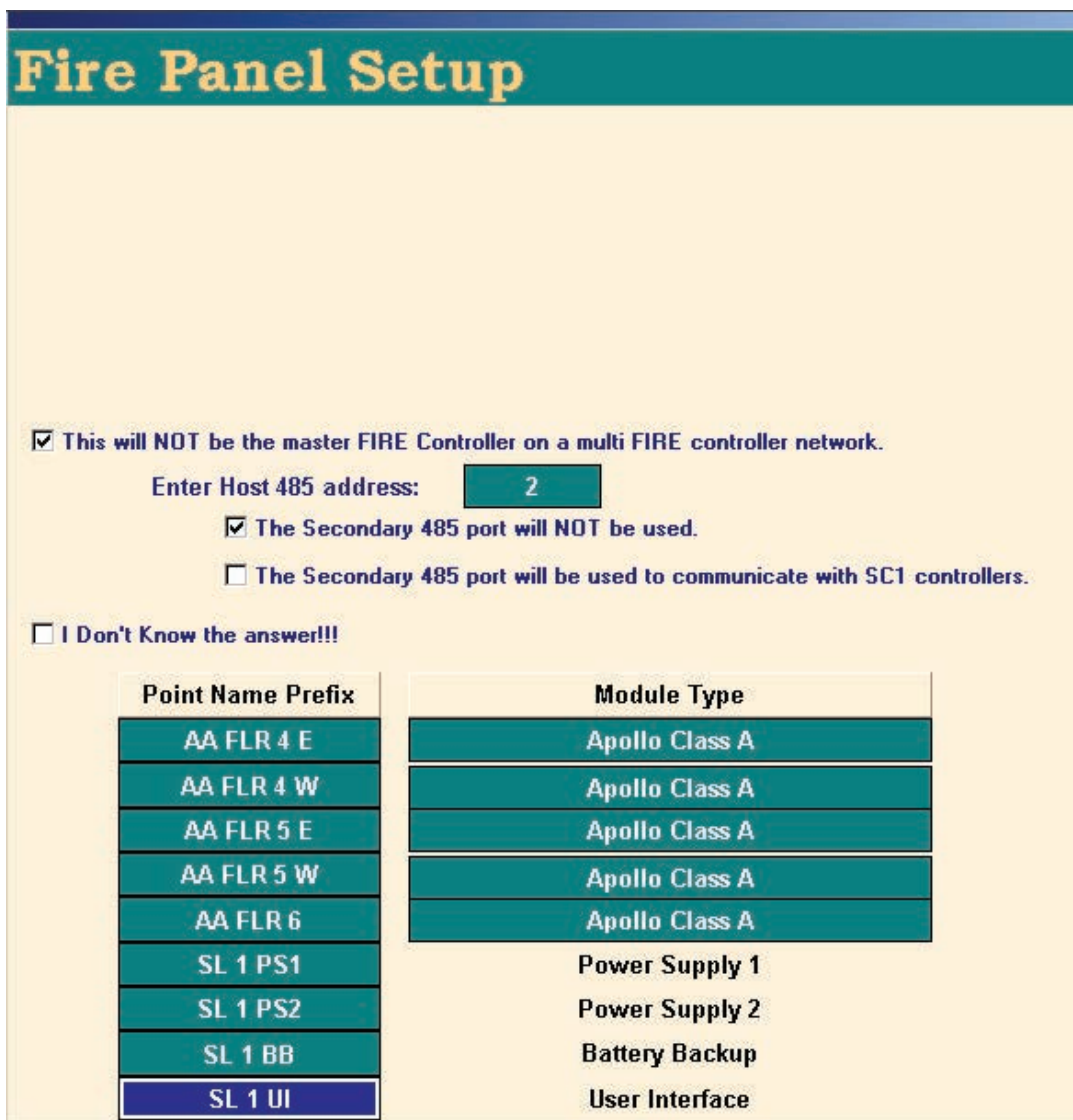 Fire Panel Setup
This will NOT be the master FIRE Controller on a multi FIRE controller network.
Enter Host 485 address: 2
The Secondary 485 port will NOT be used.
The Secondary 485 port will be used to communicate with SC1 controllers.
I Don't Know the answer!!!
Point Name Prefix Module Type
AA FLR 4 E Apollo Class A
AA FLR 4 W Apollo Class A
AA FLR 5 E Apollo Class A
AA FLR 5 W Apollo Class A
AA FLR 6 Apollo Class A
SL 1 PS1 Power Supply 1
SL 1 PS2 Power Supply 2
SL 1 BB Battery Backup
SL 1 UI User Interface